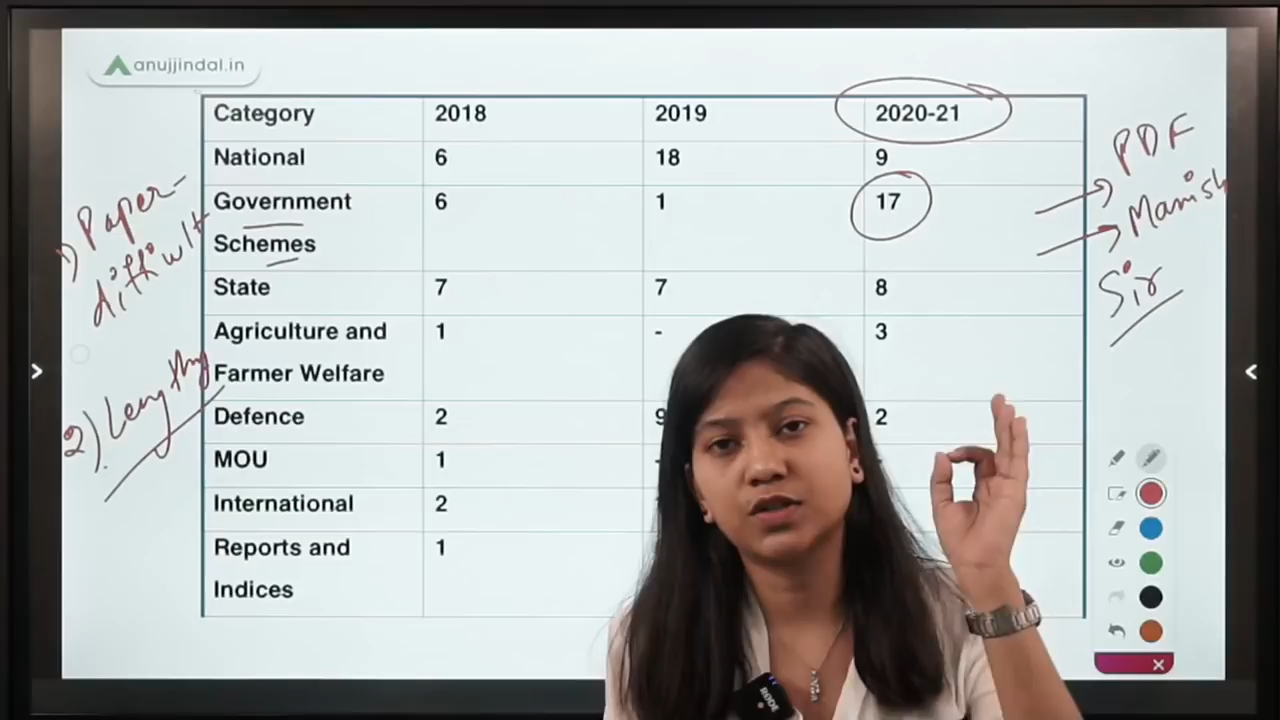 anujjindal.in
Category 2018 2019 2020-21
National 6 18 9
Government 6 1 17
Schemes
State 7 7 8
Agriculture and 1 - 3
Farmer Welfare
Defence 2 9 2
MOU 1 -
International 2
Reports and 1
Indices
1) Paper-
difficult
2) Lengthy
PDF
Manish
Sir
RODE